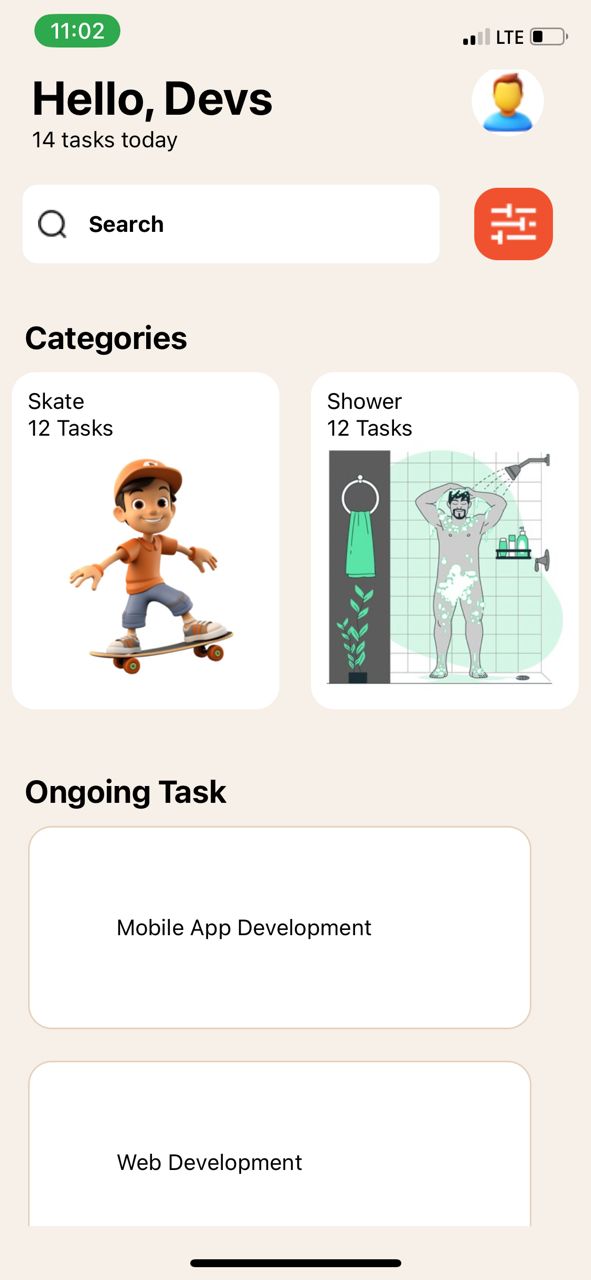 11:02
LTE
Hello, Devs
14 tasks today
Search
Categories
Skate
12 Tasks
Shower
12 Tasks
Ongoing Task
Mobile App Development
Web Development